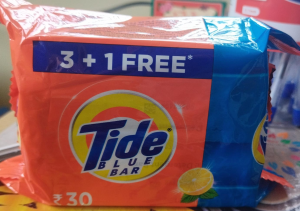 3 + 1 FREE*
Tide
BLUE
BAR
₹30